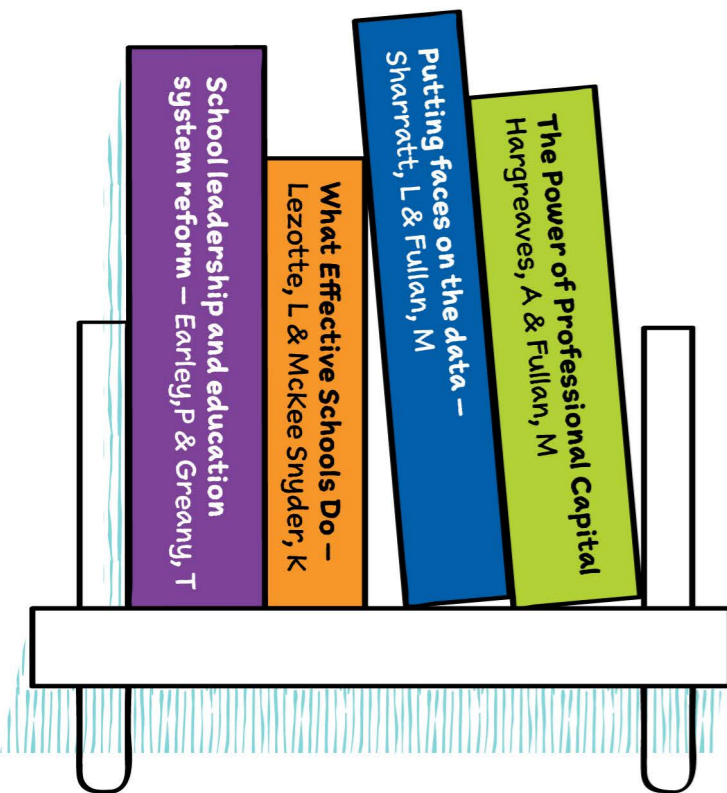 School leadership and education
system reform – Earley,P & Greany, T
What Effective Schools Do –
Lezotte, L & McKee Snyder, K
Putting faces on the data –
Sharratt, L & Fullan, M
The Power of Professional Capital
Hargreaves, A & Fullan, M